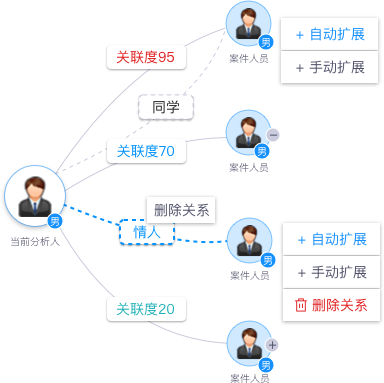 男
+ 自动扩展
关联度95
案件人员
+ 手动扩展
同学
关联度70
男
案件人员
删除关系
男
当前分析人
情人
+ 自动扩展
男
案件人员
+ 手动扩展
关联度20
删除关系
男
案件人员